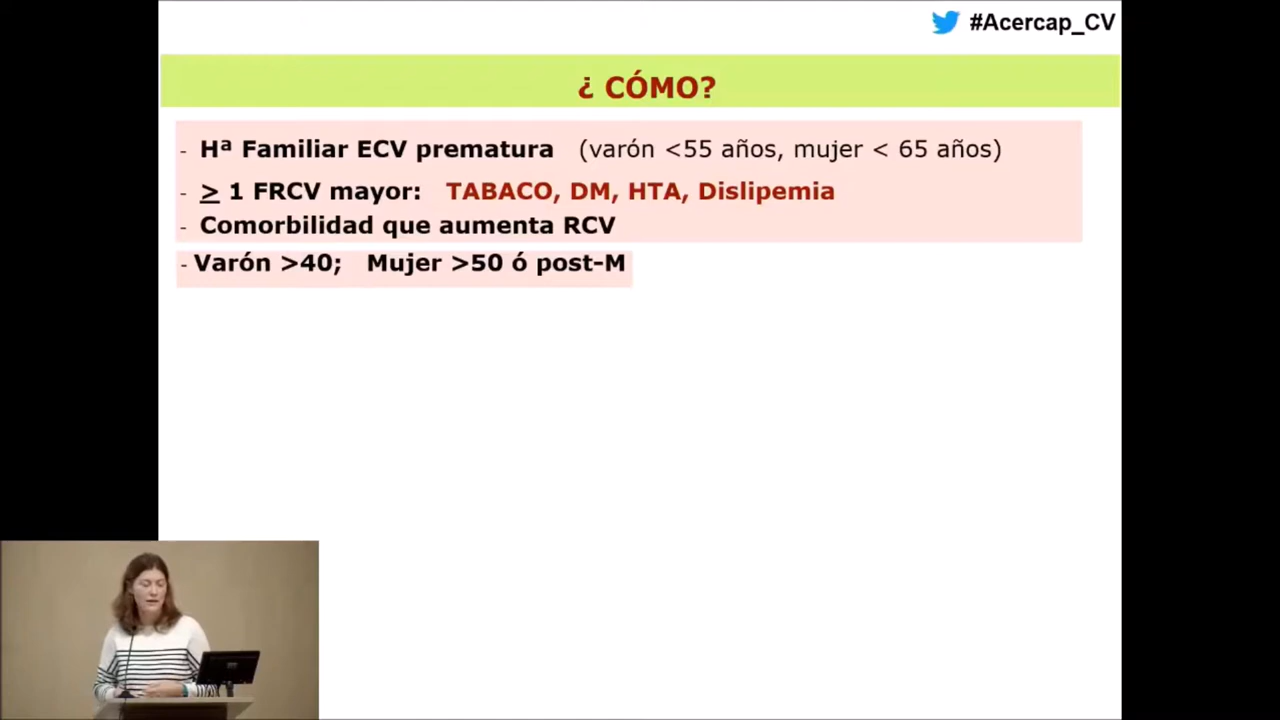 #Acercap_CV
¿ CÓMO?
- Hª Familiar ECV prematura (varón <55 años, mujer < 65 años)
- ≥ 1 FRCV mayor: TABACO, DM, HTA, Dislipemia
- Comorbilidad que aumenta RCV
- Varón >40; Mujer >50 ó post-M